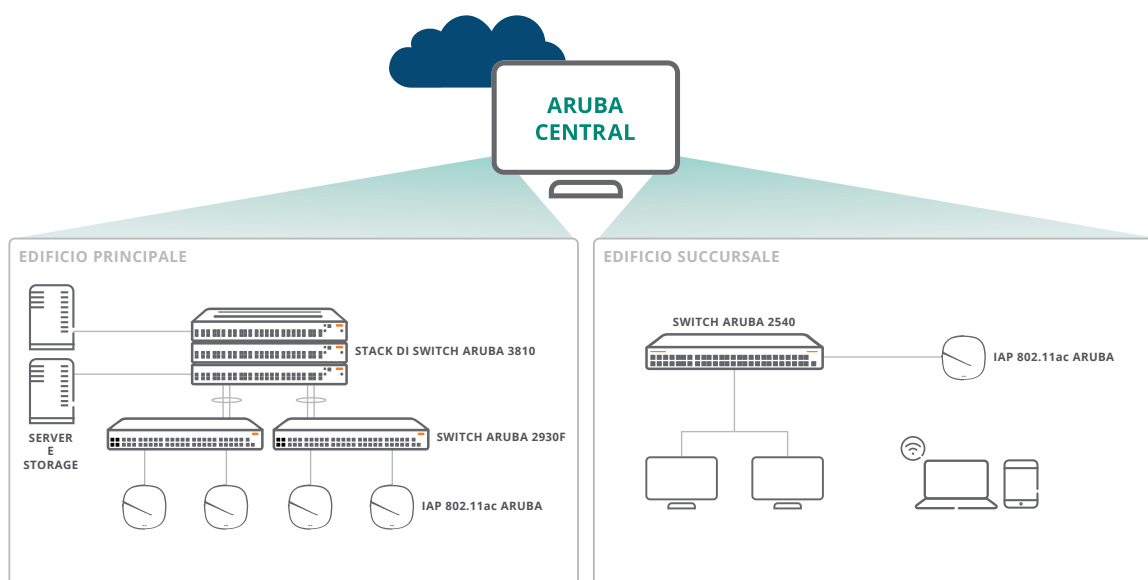 ARUBA
CENTRAL
EDIFICIO PRINCIPALE
STACK DI SWITCH ARUBA 3810
SERVER
E
STORAGE
SWITCH ARUBA 2930F
IAP 802.11ac ARUBA
EDIFICIO SUCCURSALE
SWITCH ARUBA 2540
IAP 802.11ac ARUBA